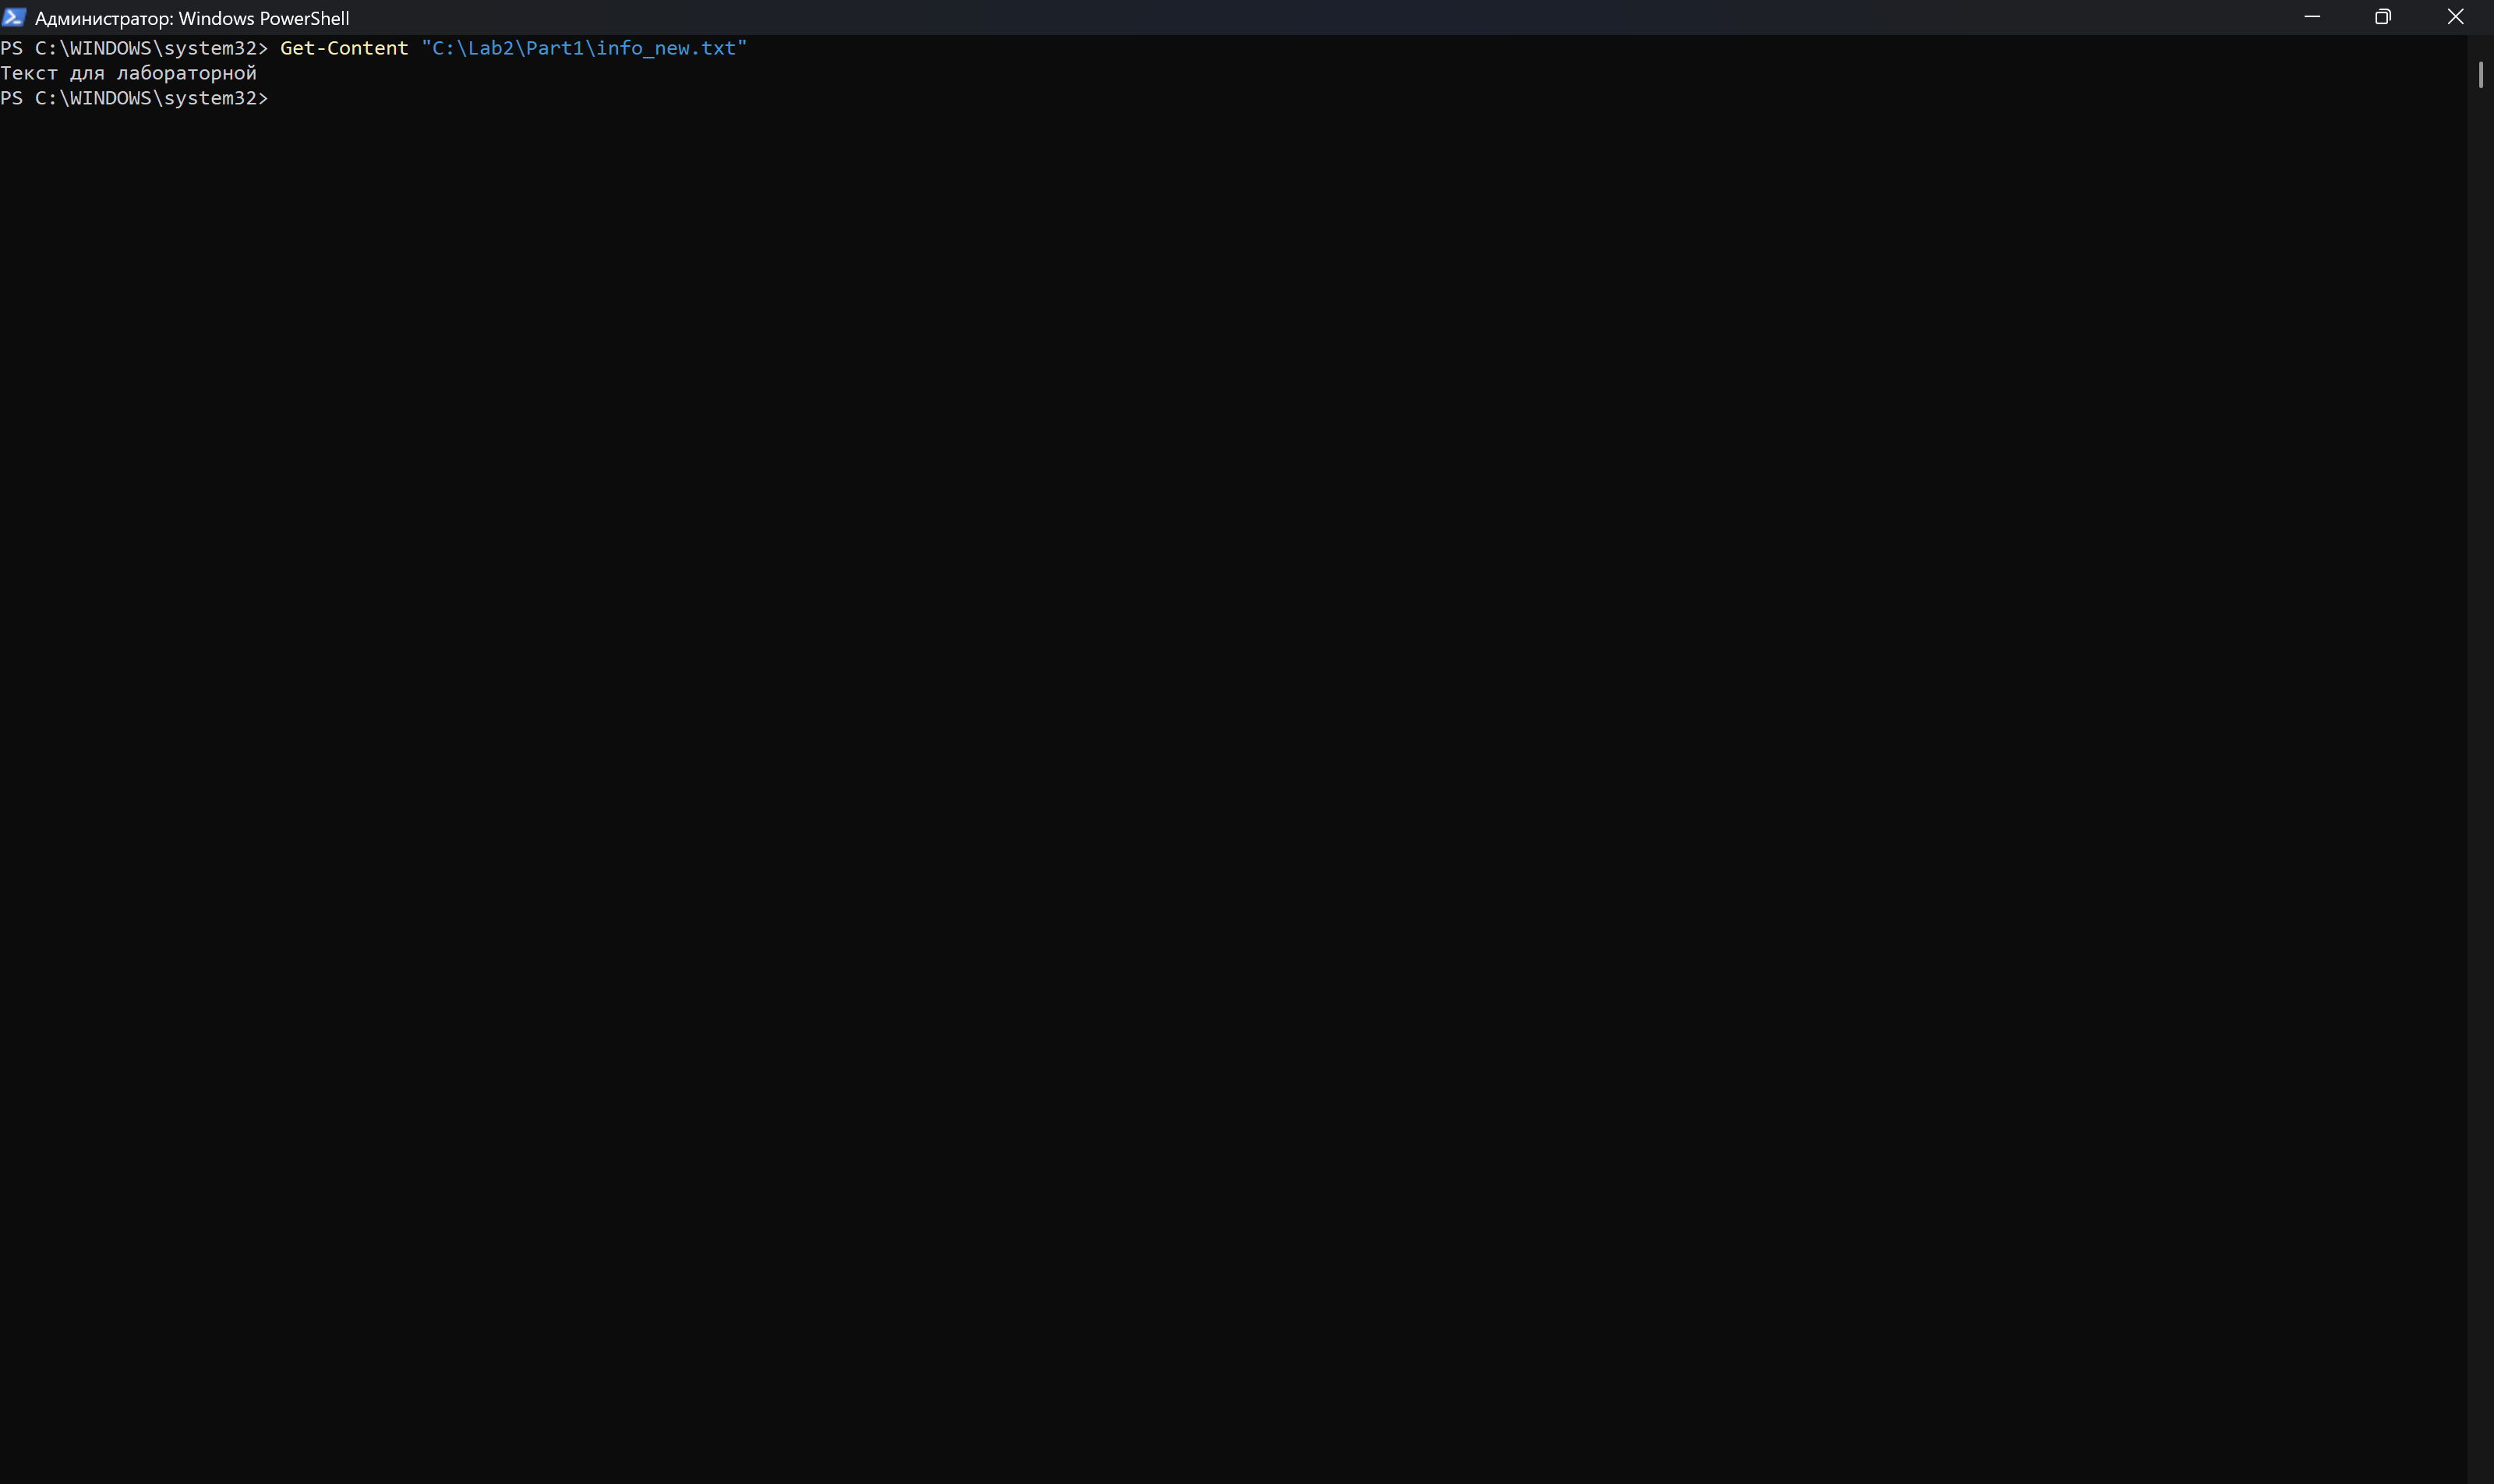 Администратор: Windows PowerShell
PS C:\WINDOWS\system32> Get-Content "C:\Lab2\Part1\info_new.txt"
Текст для лабораторной
PS C:\WINDOWS\system32>